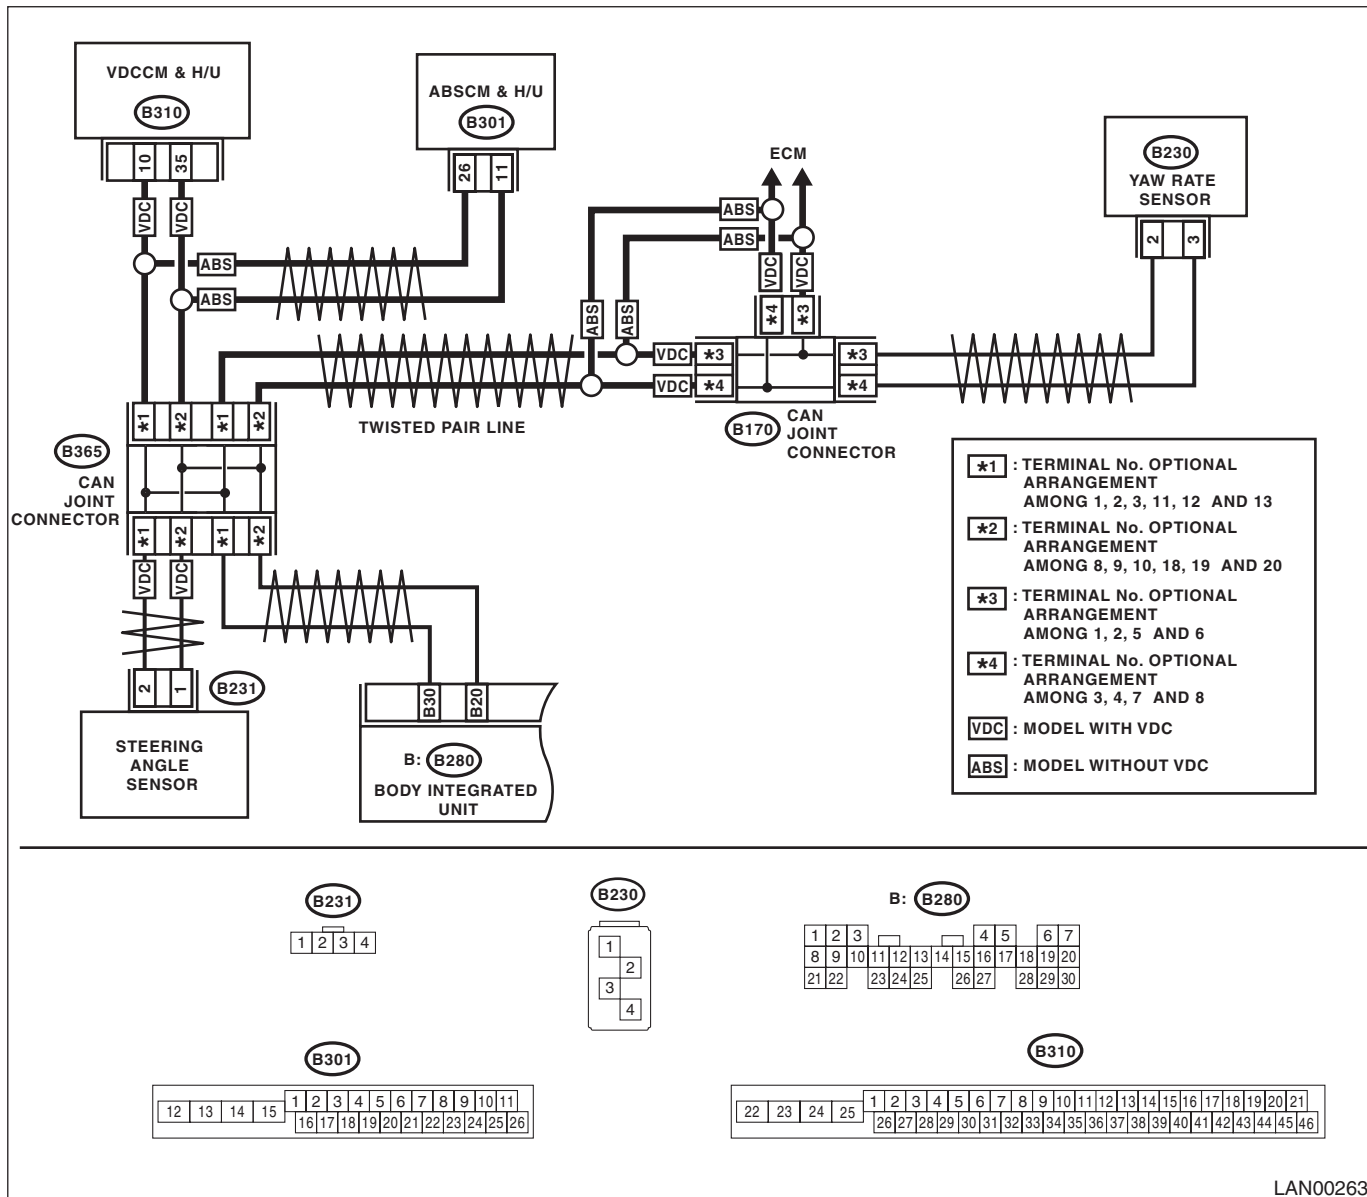 VDCCM & H/U
B310
10
35
VDC
VDC
ABSCM & H/U
B301
26
11
ABS
ABS
ECM
ABS
ABS
VDC
VDC
ABS
ABS
B230
YAW RATE
SENSOR
2
3
*4
*3
VDC
*3
*3
VDC
*4
*4
B170
CAN
JOINT
CONNECTOR
TWISTED PAIR LINE
*1
*2
*1
*2
B365
CAN
JOINT
CONNECTOR
*1
*2
*1
*2
VDC
VDC
2
1
B231
STEERING
ANGLE
SENSOR
B30
B20
B: B280
BODY INTEGRATED
UNIT
*1 : TERMINAL No. OPTIONAL
ARRANGEMENT
AMONG 1, 2, 3, 11, 12 AND 13
*2 : TERMINAL No. OPTIONAL
ARRANGEMENT
AMONG 8, 9, 10, 18, 19 AND 20
*3 : TERMINAL No. OPTIONAL
ARRANGEMENT
AMONG 1, 2, 5 AND 6
*4 : TERMINAL No. OPTIONAL
ARRANGEMENT
AMONG 3, 4, 7 AND 8
VDC : MODEL WITH VDC
ABS : MODEL WITHOUT VDC
B231
1 2 3 4
B230
1
2
3
4
B: B280
1 2 3 4 5 6 7
8 9 10 11 12 13 14 15 16 17 18 19 20
21 22 23 24 25 26 27 28 29 30
B301
12 13 14 15 1 2 3 4 5 6 7 8 9 10 11
16 17 18 19 20 21 22 23 24 25 26
B310
22 23 24 25 1 2 3 4 5 6 7 8 9 10 11 12 13 14 15 16 17 18 19 20 21
26 27 28 29 30 31 32 33 34 35 36 37 38 39 40 41 42 43 44 45 46
LAN00263